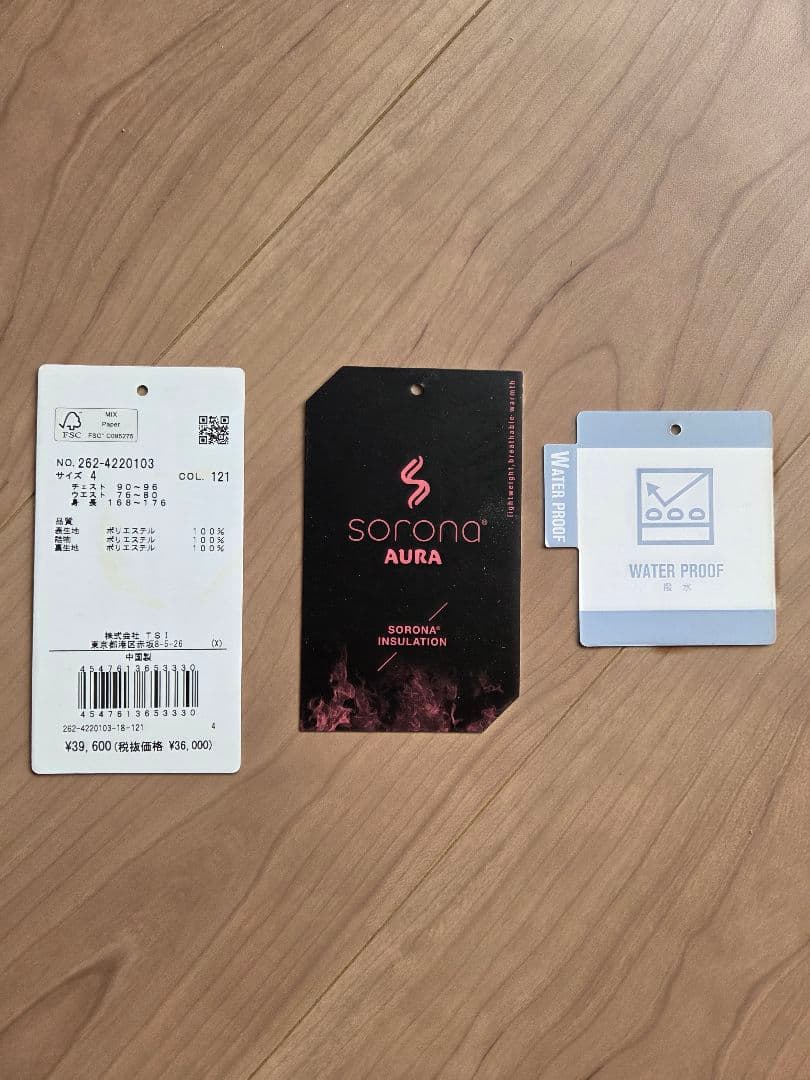 MIX
Paper
FSC® C095275
FSC
NO. 262-4220103
サイズ 4 COL. 121
チェスト 90～96
ウエスト 76～80
身長 168～176
品質
表生地 ポリエステル 100%
詰物 ポリエステル 100%
裏生地 ポリエステル 100%
株式会社 TSI
東京都港区赤坂8-5-26 (X)
中国製
4547613653330
4547613653330
262-4220103-18-121 4
¥39,600(税抜価格 ¥36,000)
lightweight, breathable warmth
sorona®
AURA
SORONA®
INSULATION
WATER PROOF
WATER PROOF
撥水